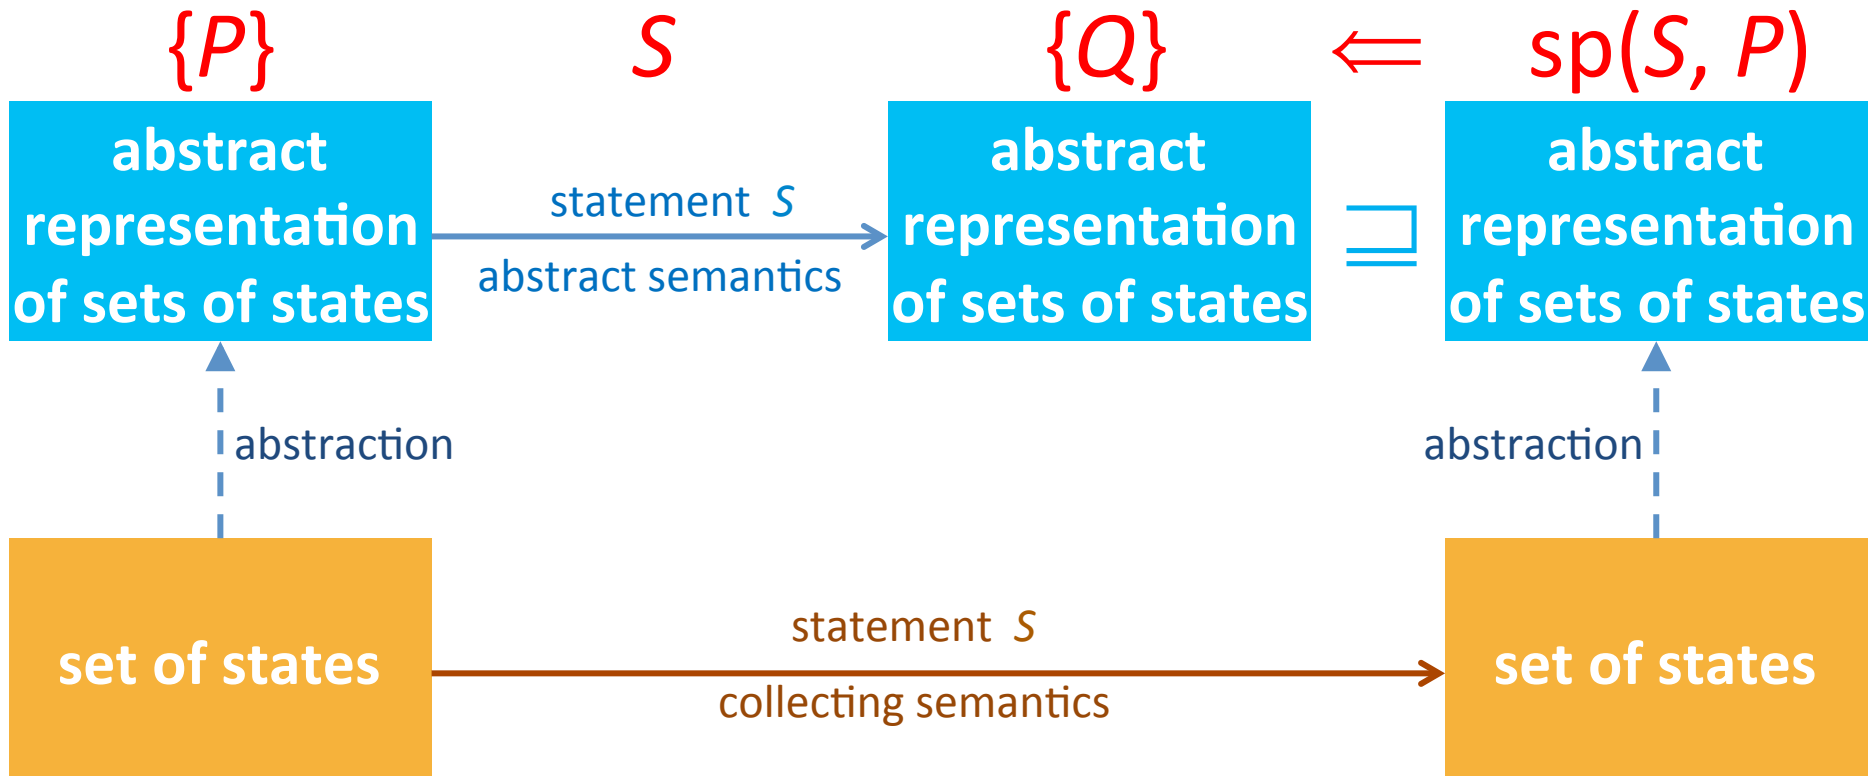 {P} S {Q} ⟸ sp(S, P)
abstract
representation
of sets of states
statement S
abstract semantics
abstract
representation
of sets of states
⊒
abstract
representation
of sets of states
abstraction
abstraction
set of states
statement S
collecting semantics
set of states